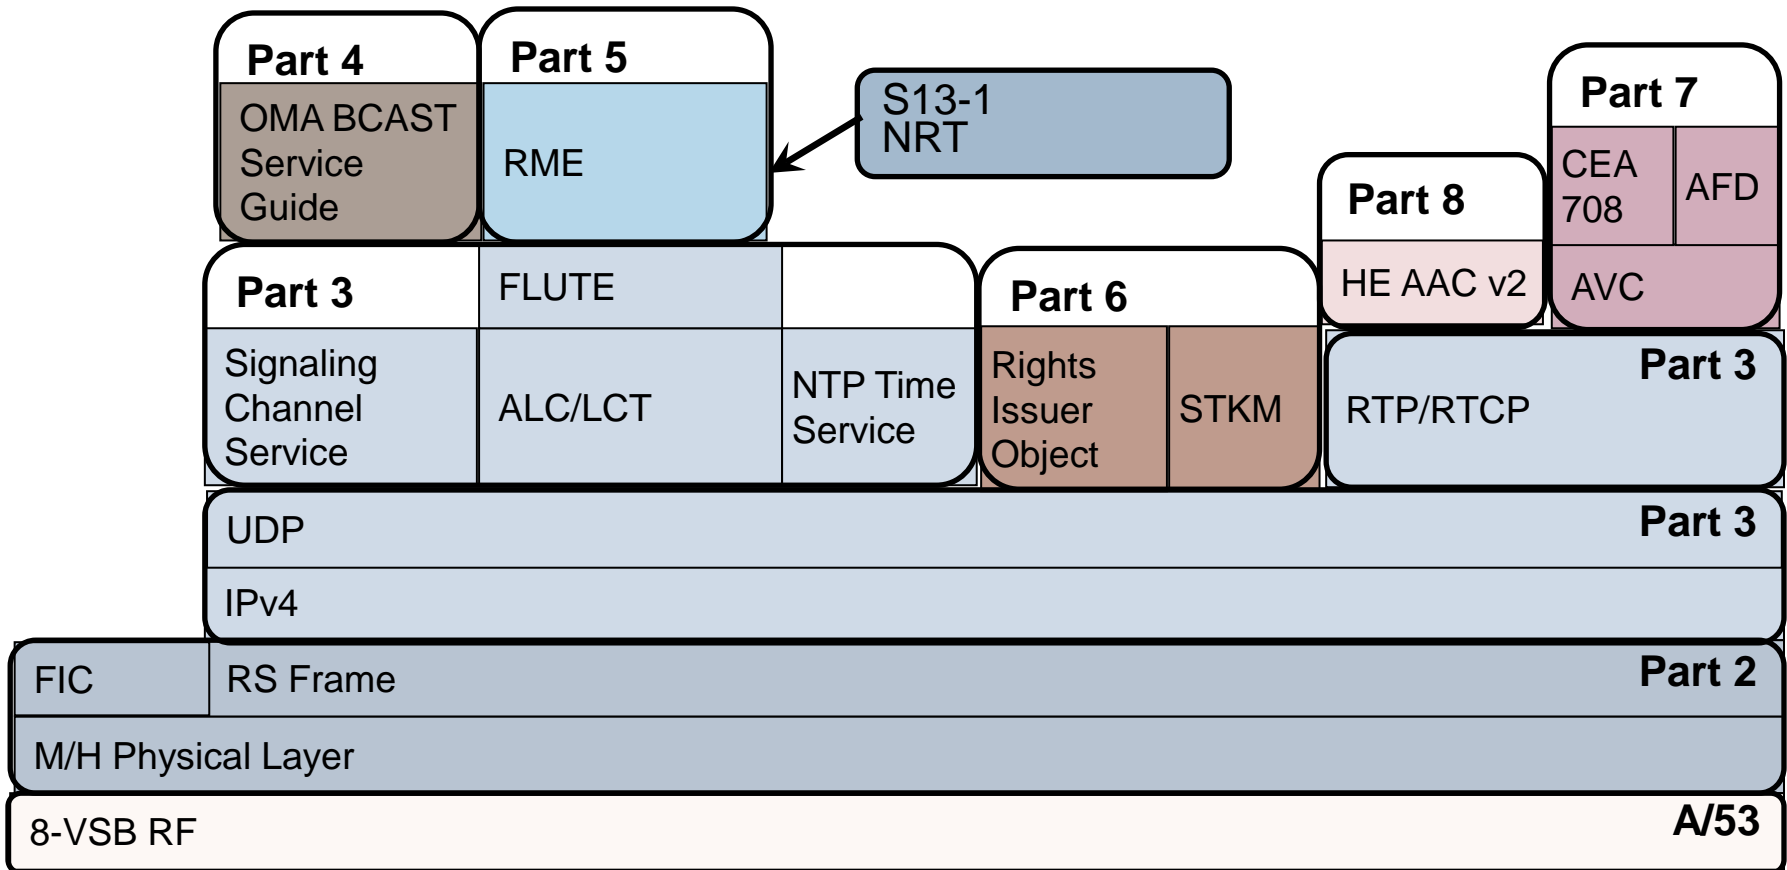 Part 4
OMA BCAST
Service
Guide
Part 5
RME
S13-1
NRT
Part 7
CEA
708
AFD
AVC
Part 8
HE AAC v2
Part 3
FLUTE
Signaling
Channel
Service
ALC/LCT
NTP Time
Service
Part 6
Rights
Issuer
Object
STKM
Part 3
RTP/RTCP
UDP
Part 3
IPv4
FIC
RS Frame
Part 2
M/H Physical Layer
8-VSB RF
A/53